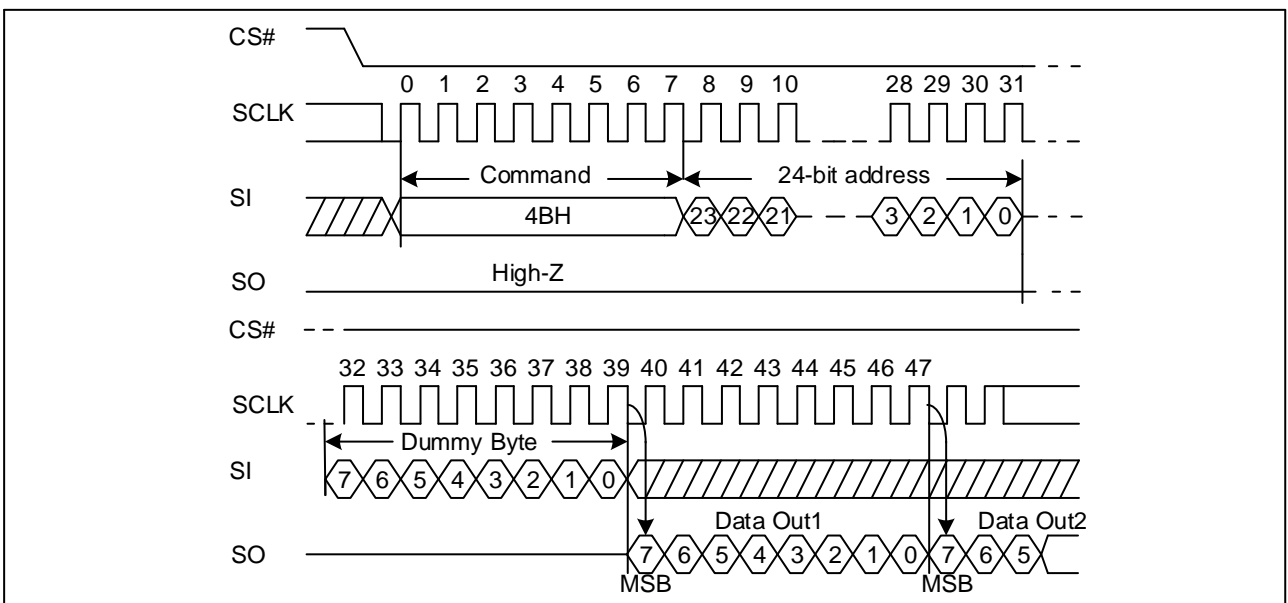 CS#
0 1 2 3 4 5 6 7 8 9 10 28 29 30 31
SCLK
Command 24-bit address
SI
4BH 23 22 21 3 2 1 0
High-Z
SO
CS#
32 33 34 35 36 37 38 39 40 41 42 43 44 45 46 47
SCLK
Dummy Byte
SI
7 6 5 4 3 2 1 0
Data Out1 Data Out2
SO
7 6 5 4 3 2 1 0 7 6 5
MSB MSB